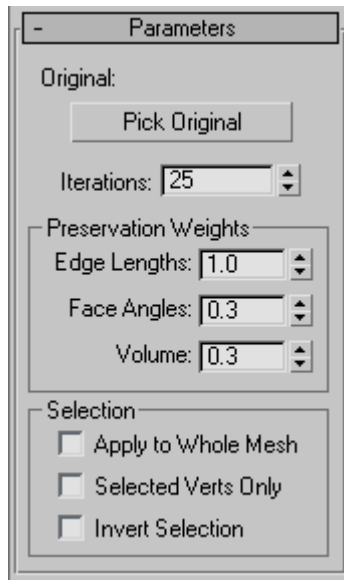 - Parameters
Original:
Pick Original
Iterations: 25
Preservation Weights
Edge Lengths: 1.0
Face Angles: 0.3
Volume: 0.3
Selection
Apply to Whole Mesh
Selected Verts Only
Invert Selection